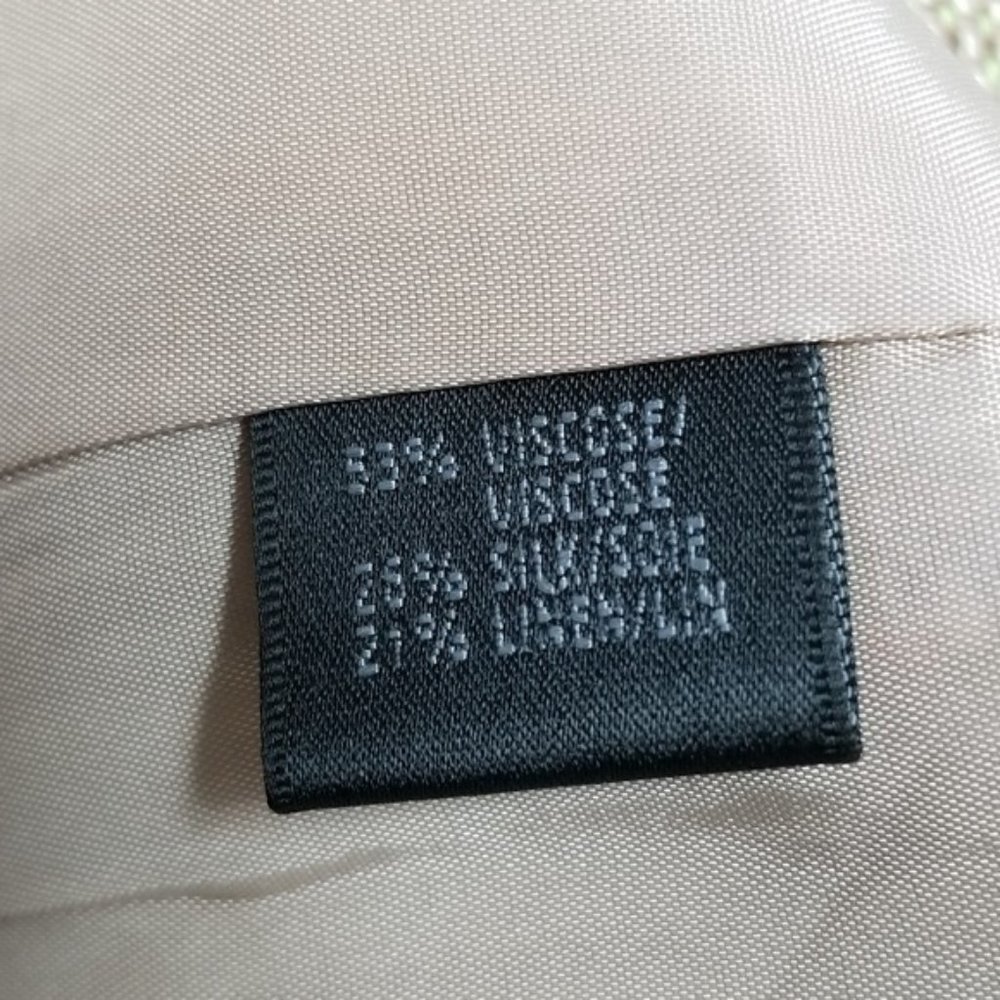 53% VISCOSE/
VISCOSE
26% SILK/SOIE
21% LINEN/LIN